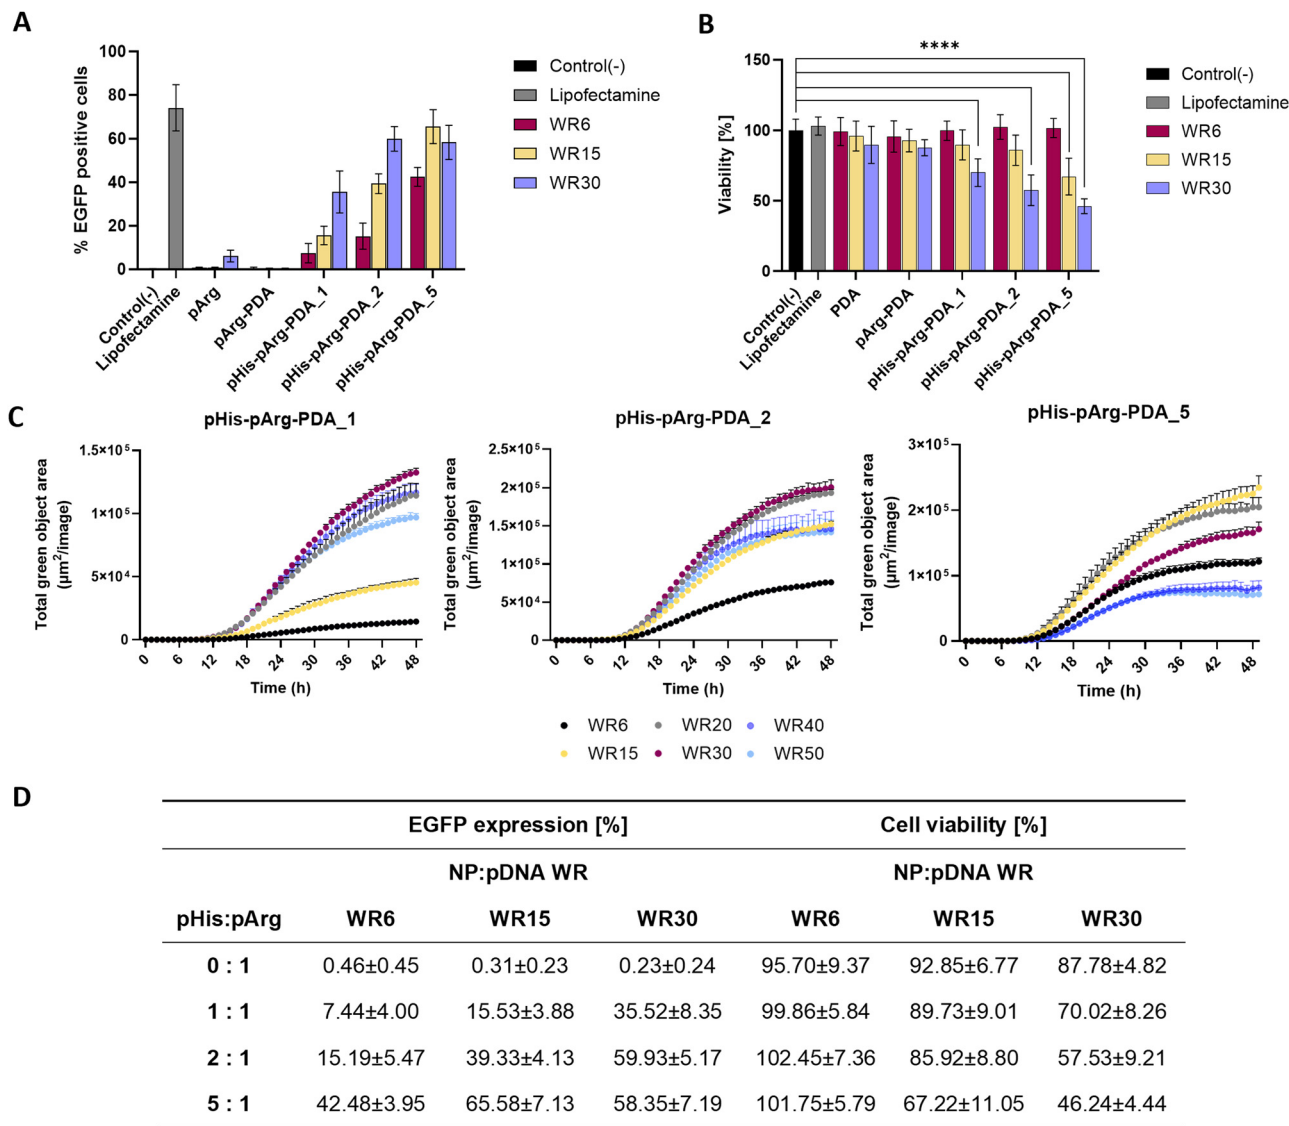 A
% EGFP positive cells
100
80
60
40
20
0
Control(-)
Lipofectamine
pArg
pArg-PDA
pHis-pArg-PDA_1
pHis-pArg-PDA_2
pHis-pArg-PDA_5
Control(-)
Lipofectamine
WR6
WR15
WR30
B
Viability [%]
150
100
50
0
****
Control(-)
Lipofectamine
PDA
pArg-PDA
pHis-pArg-PDA_1
pHis-pArg-PDA_2
pHis-pArg-PDA_5
Control(-)
Lipofectamine
WR6
WR15
WR30
C
pHis-pArg-PDA_1
Total green object area
(µm²/image)
1.5×10⁵
1×10⁵
5×10⁴
0
0 6 12 18 24 30 36 42 48
Time (h)
pHis-pArg-PDA_2
Total green object area
(µm²/image)
2.5×10⁵
2×10⁵
1.5×10⁵
1×10⁵
5×10⁴
0
0 6 12 18 24 30 36 42 48
Time (h)
pHis-pArg-PDA_5
Total green object area
(µm²/image)
3×10⁵
2×10⁵
1×10⁵
0
0 6 12 18 24 30 36 42 48
Time (h)
WR6 WR20 WR40
WR15 WR30 WR50
D
EGFP expression [%] Cell viability [%]
NP:pDNA WR NP:pDNA WR
pHis:pArg WR6 WR15 WR30 WR6 WR15 WR30
0 : 1 0.46±0.45 0.31±0.23 0.23±0.24 95.70±9.37 92.85±6.77 87.78±4.82
1 : 1 7.44±4.00 15.53±3.88 35.52±8.35 99.86±5.84 89.73±9.01 70.02±8.26
2 : 1 15.19±5.47 39.33±4.13 59.93±5.17 102.45±7.36 85.92±8.80 57.53±9.21
5 : 1 42.48±3.95 65.58±7.13 58.35±7.19 101.75±5.79 67.22±11.05 46.24±4.44